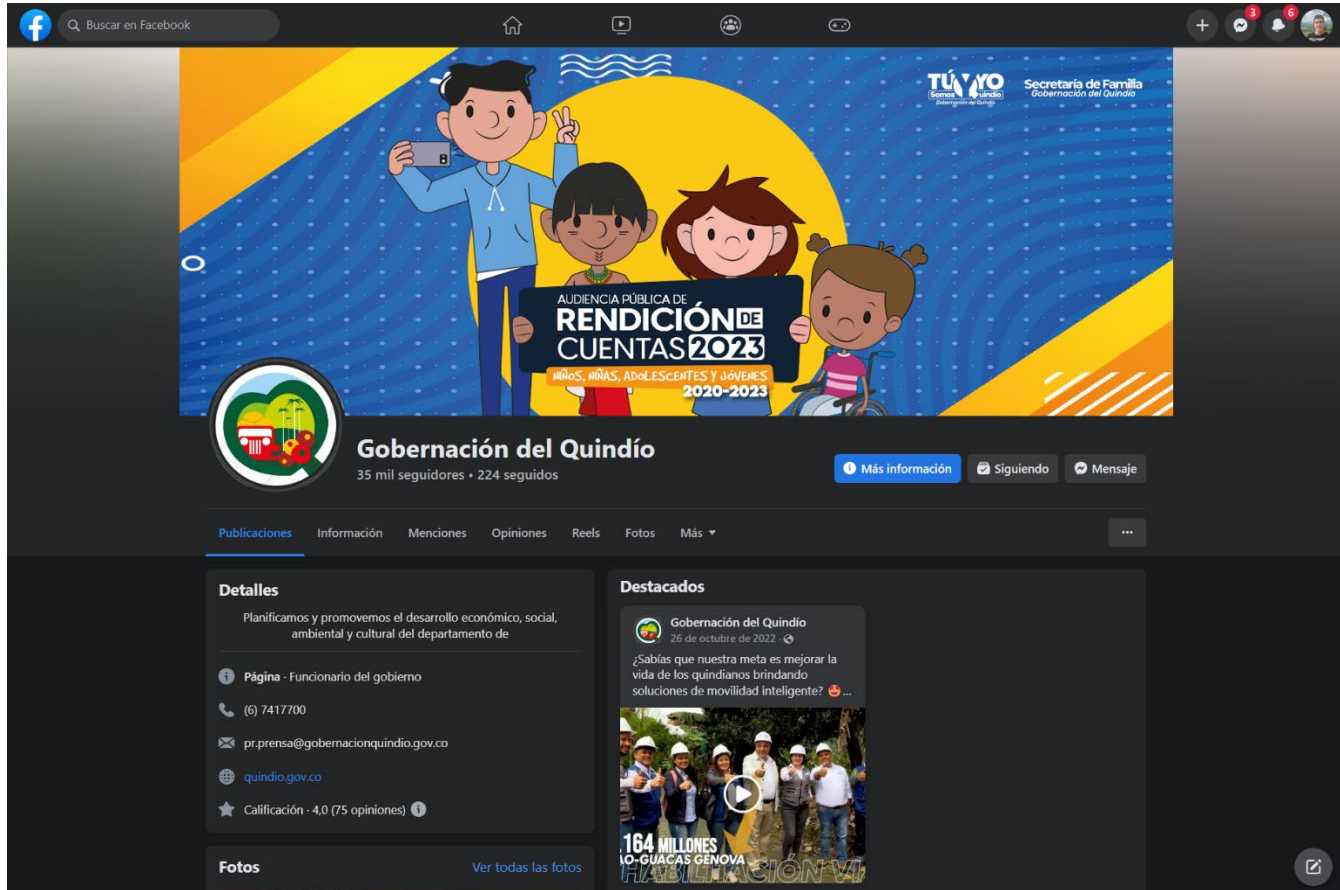 Buscar en Facebook
3
6
TÚ Y YO
Somos Quindío
Gobernación del Quindío
Secretaría de Familia
Gobernación del Quindío
AUDIENCIA PÚBLICA DE
RENDICIÓN DE
CUENTAS 2023
NIÑOS, NIÑAS, ADOLESCENTES Y JÓVENES
2020-2023
Gobernación del Quindío
35 mil seguidores • 224 seguidos
Más información
Siguiendo
Mensaje
Publicaciones
Información
Menciones
Opiniones
Reels
Fotos
Más
Detalles
Planificamos y promovemos el desarrollo económico, social,
ambiental y cultural del departamento de
Página · Funcionario del gobierno
(6) 7417700
pr.prensa@gobernacionquindio.gov.co
quindio.gov.co
Calificación · 4,0 (75 opiniones)
Fotos
Ver todas las fotos
Destacados
Gobernación del Quindío
26 de octubre de 2022 ·
¿Sabías que nuestra meta es mejorar la
vida de los quindianos brindando
soluciones de movilidad inteligente? 🤩...
164 MILLONES
O-GUACAS GÉNOVA